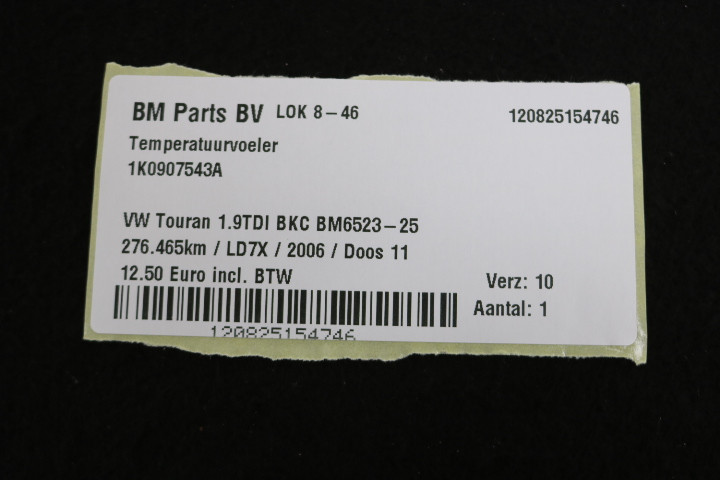 BM Parts BV LOK 8-46 120825154746
Temperatuurvoeler
1K0907543A
VW Touran 1.9TDI BKC BM6523-25
276.465km / LD7X / 2006 / Doos 11
12.50 Euro incl. BTW Verz: 10
Aantal: 1
120825154746